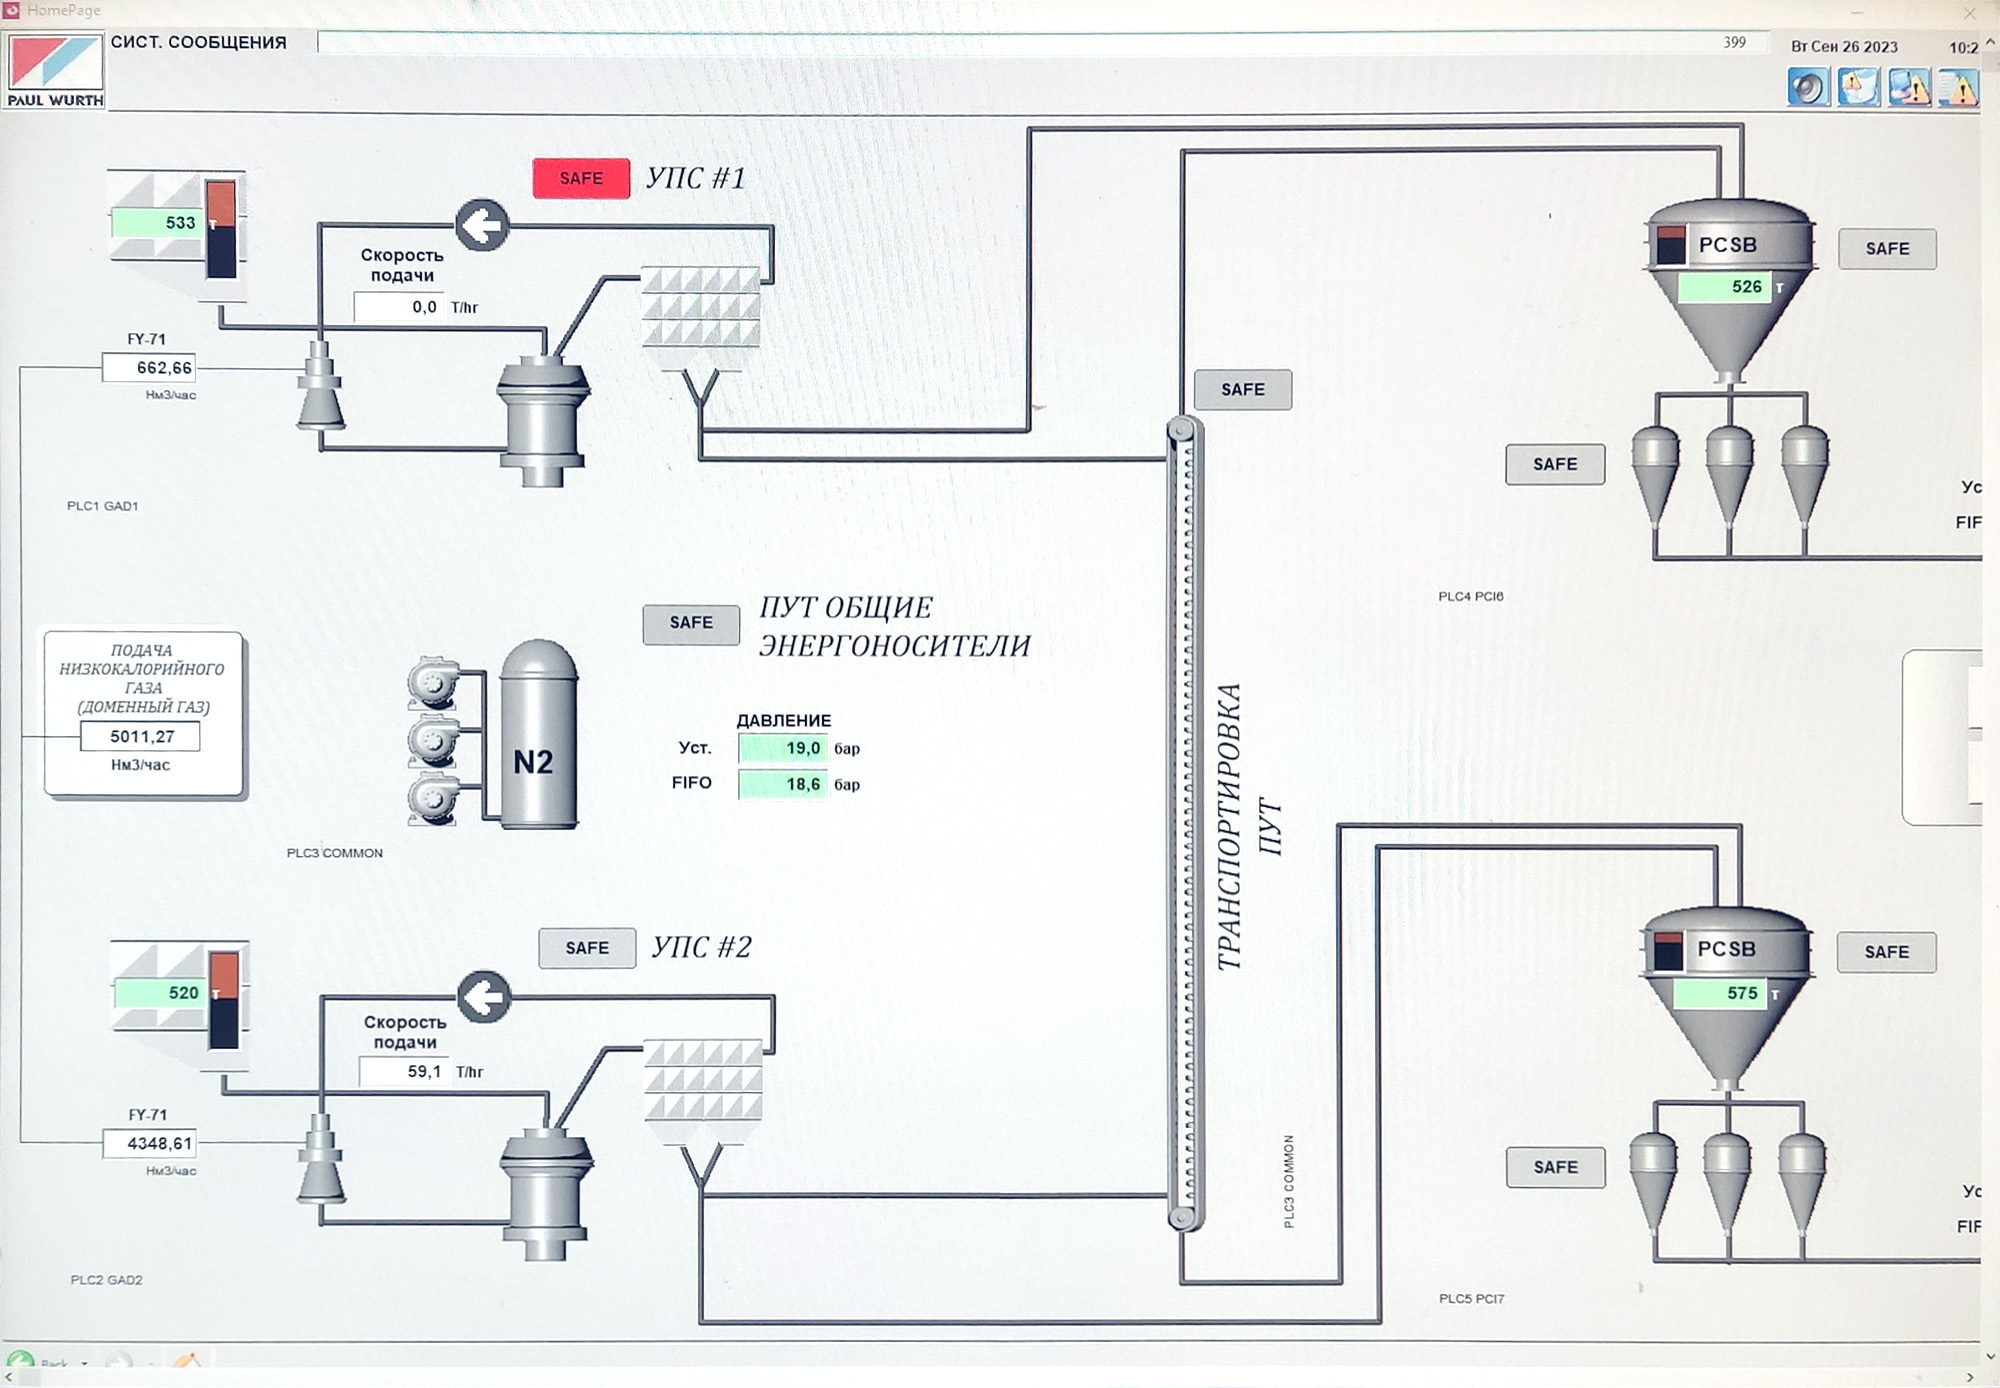 HomePage
PAUL WURTH
СИСТ. СООБЩЕНИЯ
399
Вт Сен 26 2023
10:2
SAFE
УПС #1
533
T
Скорость
подачи
0,0 T/hr
FY-71
662,66
Нм3/час
PLC1 GAD1
PCSB
526 T
SAFE
SAFE
SAFE
Ус
FIF
PLC4 PCI6
SAFE
ПУТ ОБЩИЕ
ЭНЕРГОНОСИТЕЛИ
ПОДАЧА
НИЗКОКАЛОРИЙНОГО
ГАЗА
(ДОМЕННЫЙ ГАЗ)
5011,27
Нм3/час
N2
ДАВЛЕНИЕ
Уст. 19,0 бар
FIFO 18,6 бар
PLC3 COMMON
ТРАНСПОРТИРОВКА
ПУТ
PLC3 COMMON
SAFE
УПС #2
520
T
Скорость
подачи
59,1 T/hr
FY-71
4348,61
Нм3/час
PLC2 GAD2
PCSB
575 T
SAFE
SAFE
Ус
FIF
PLC5 PCI7
Back